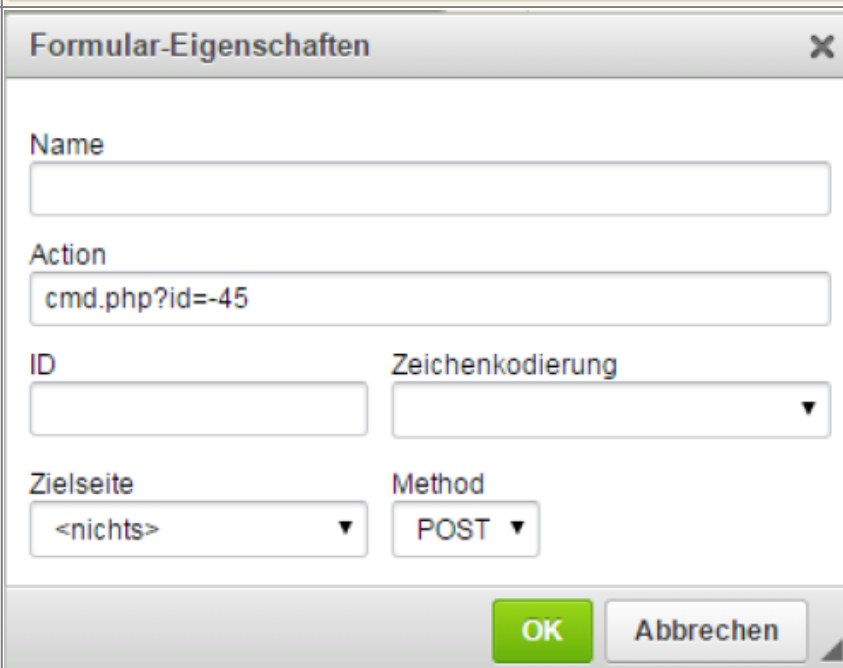 Formular-Eigenschaften
Name
Action
cmd.php?id=-45
ID Zeichenkodierung
Zielseite Method
<nichts> POST
OK Abbrechen